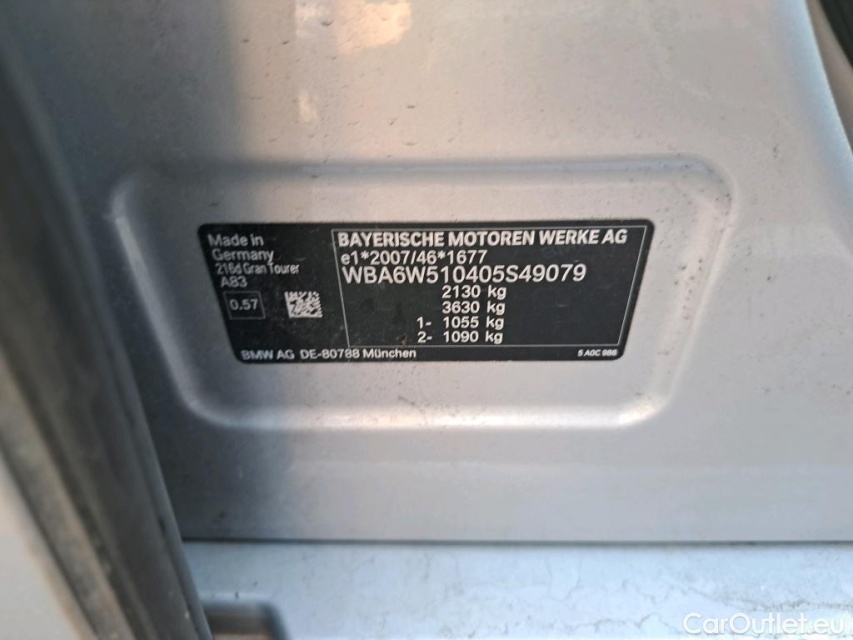 Made in
Germany
216d Gran Tourer
A83
0.57
BAYERISCHE MOTOREN WERKE AG
e1*2007/46*1677
WBA6W510405S49079
2130 kg
3630 kg
1- 1055 kg
2- 1090 kg
BMW AG DE-80788 München
5 A0C 986
CarOutlet.eu